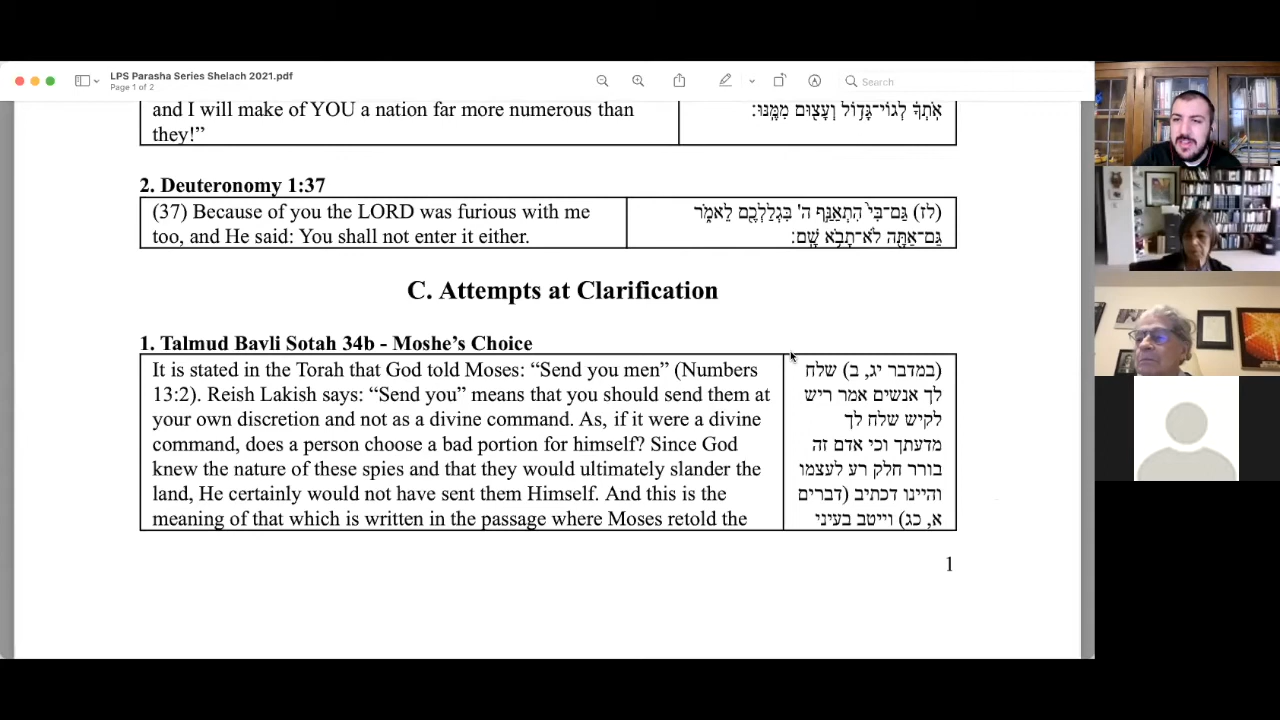 LPS Parasha Series Shelach 2021.pdf
Page 1 of 2
Search
and I will make of YOU a nation far more numerous than
they!”
אֹֽתְךָ֔ לְגוֹי־גָּד֥וֹל וְעָצ֖וּם מִמֶּֽנּוּ׃
2. Deuteronomy 1:37
(37) Because of you the LORD was furious with me
too, and He said: You shall not enter it either.
(לז) גַּם־בִּי֙ הִתְאַנַּ֣ף ה' בִּגְלַלְכֶ֖ם לֵאמֹ֑ר
גַּם־אַתָּ֖ה לֹא־תָבֹ֥א שָֽׁם׃
C. Attempts at Clarification
1. Talmud Bavli Sotah 34b - Moshe’s Choice
It is stated in the Torah that God told Moses: “Send you men” (Numbers
13:2). Reish Lakish says: “Send you” means that you should send them at
your own discretion and not as a divine command. As, if it were a divine
command, does a person choose a bad portion for himself? Since God
knew the nature of these spies and that they would ultimately slander the
land, He certainly would not have sent them Himself. And this is the
meaning of that which is written in the passage where Moses retold the
(במדבר יג, ב) שלח
לך אנשים אמר ריש
לקיש שלח לך
מדעתך וכי אדם זה
בורר חלק רע לעצמו
והיינו דכתיב (דברים
א, כג) וייטב בעיני
1